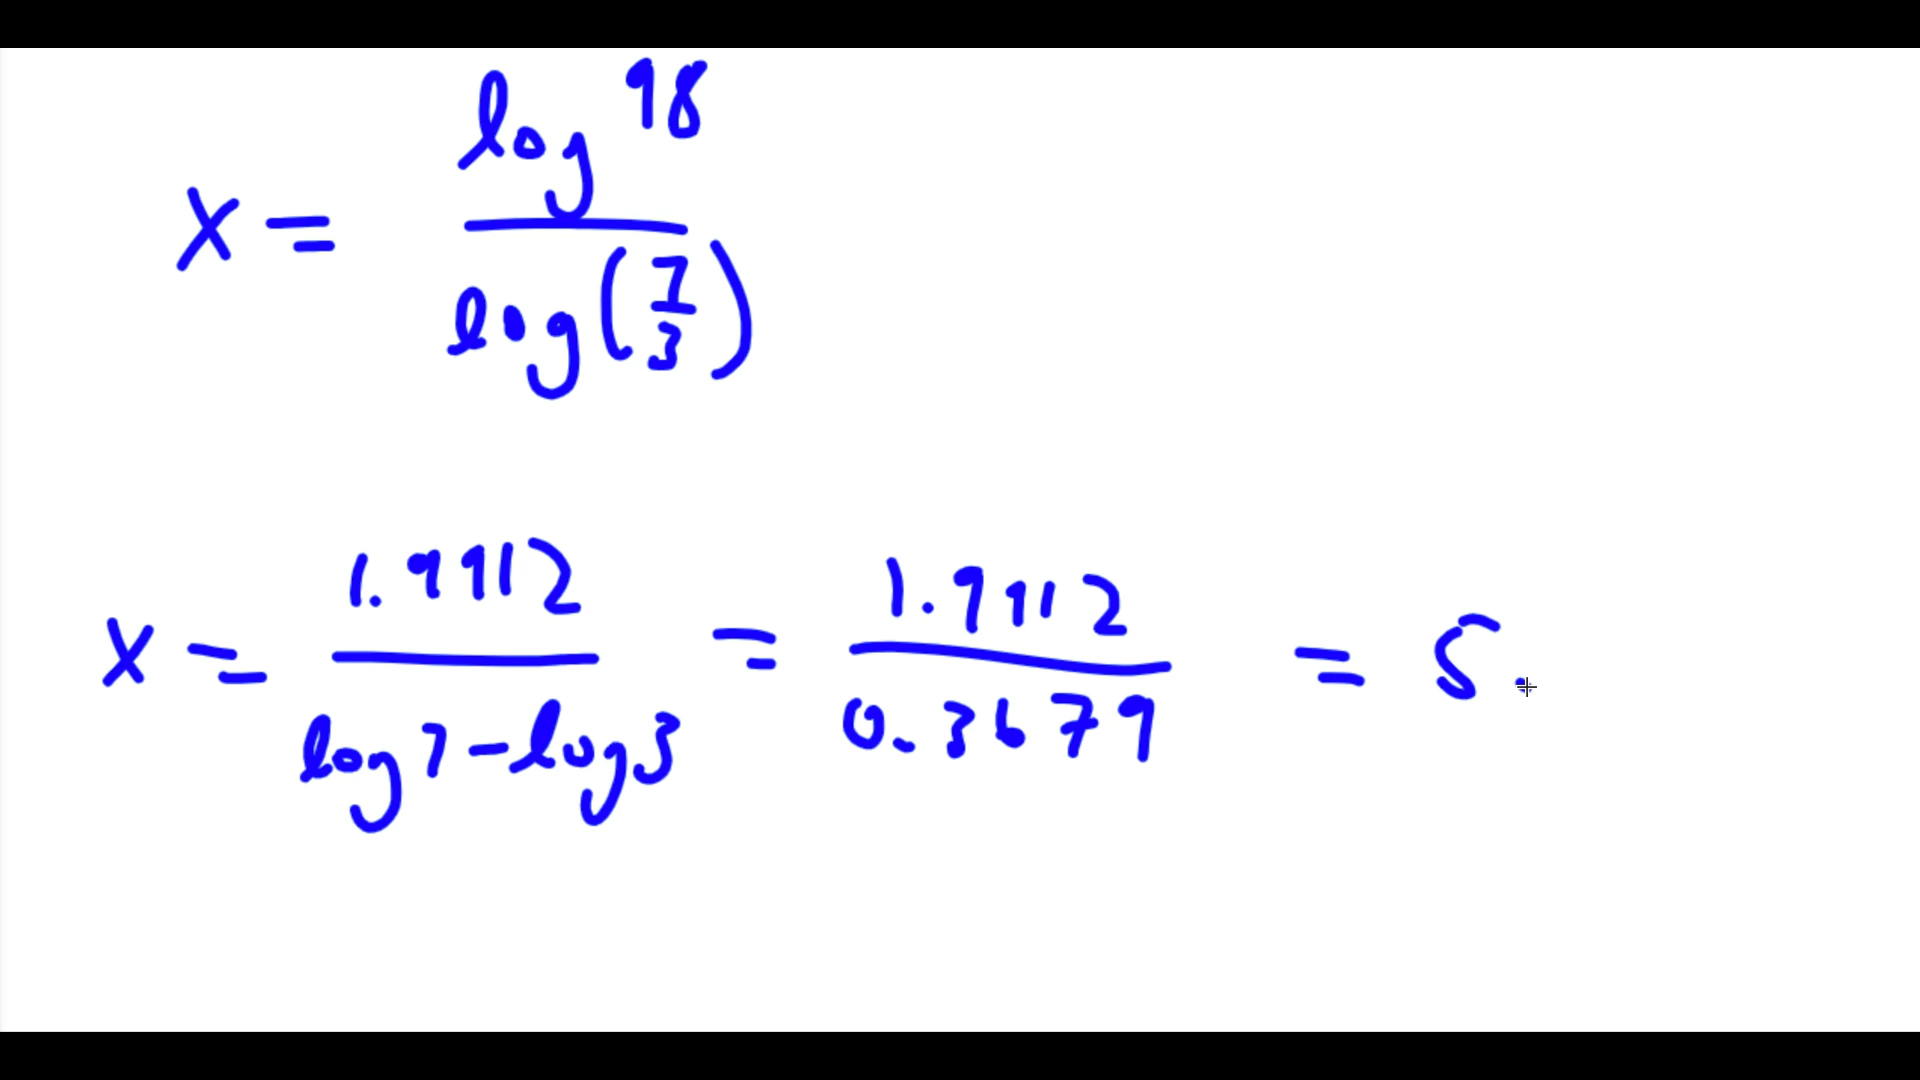 x = log 98 / log(7/3)
x = 1.9912 / log 7 - log 3 = 1.9912 / 0.3679 = 5.